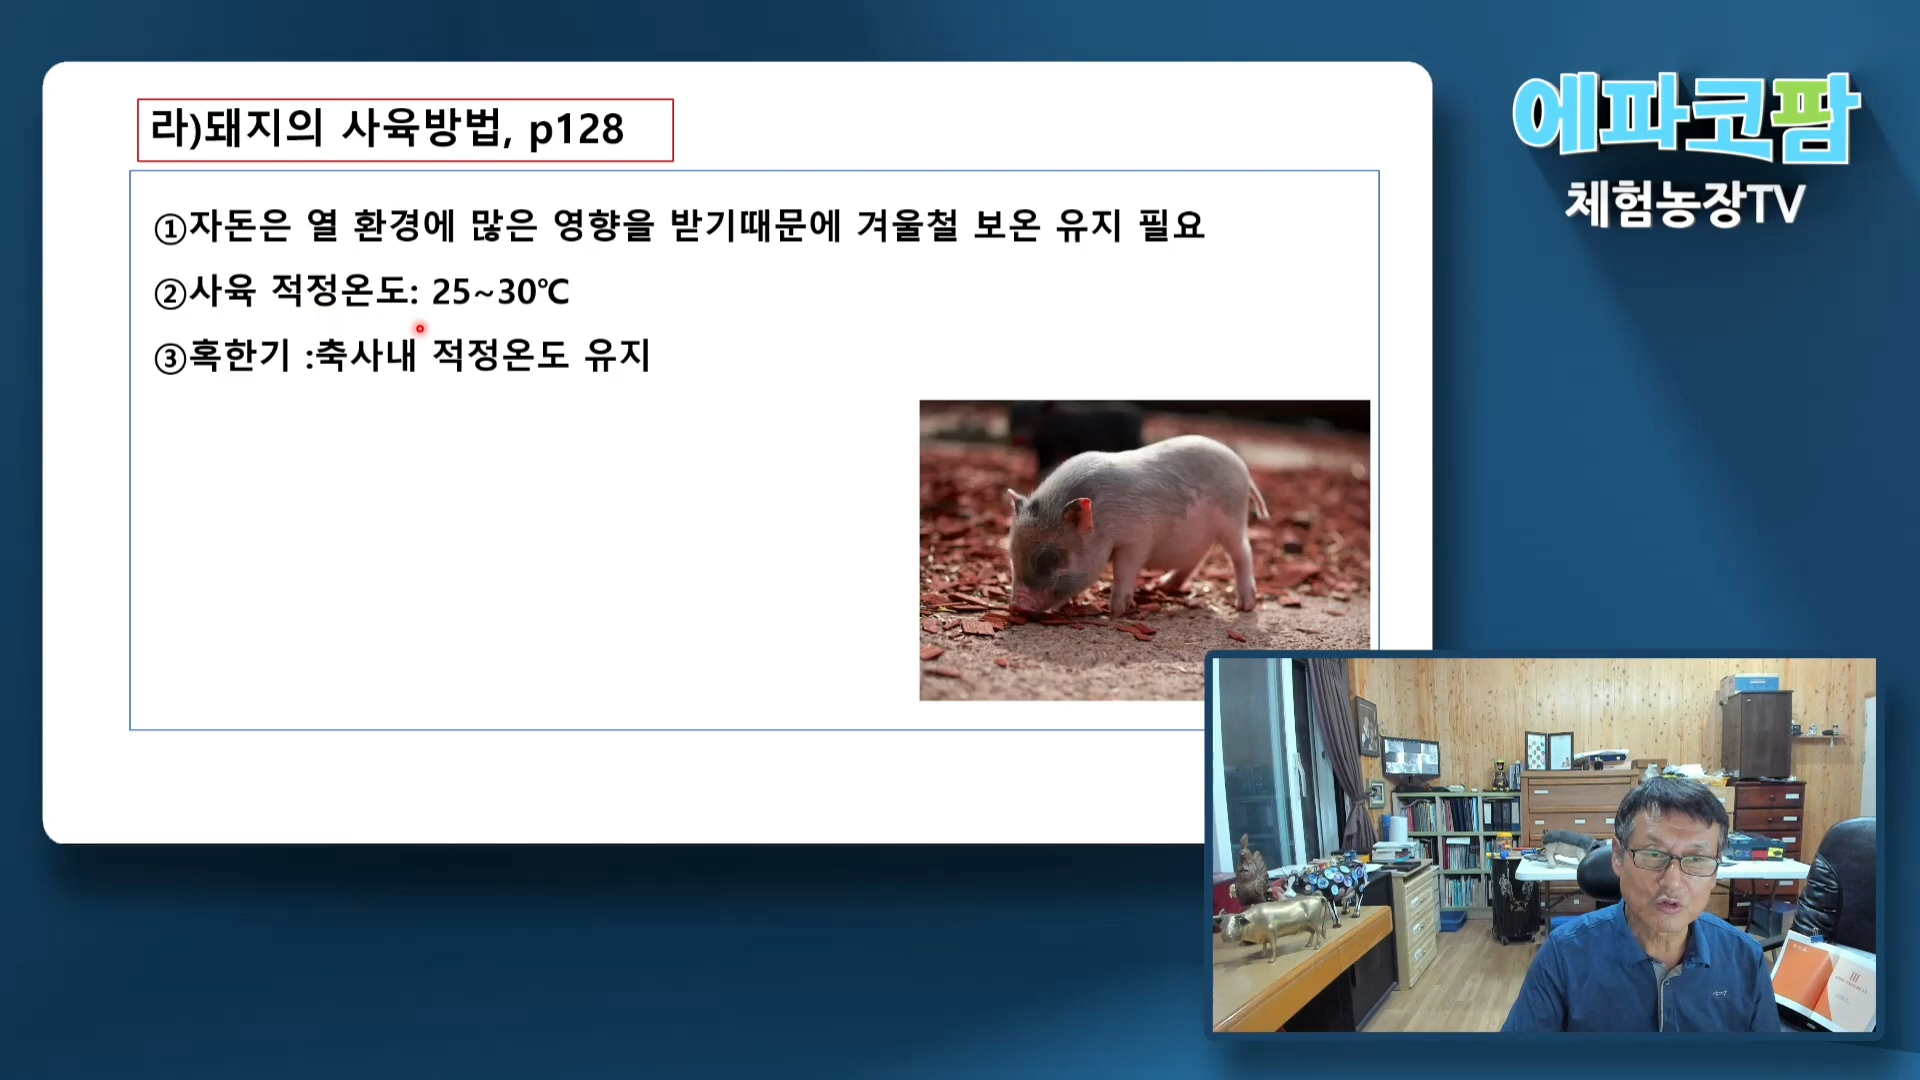 라)돼지의 사육방법, p128
①자돈은 열 환경에 많은 영향을 받기때문에 겨울철 보온 유지 필요
②사육 적정온도: 25~30℃
③혹한기 :축사내 적정온도 유지
에파코팜
체험농장TV
III